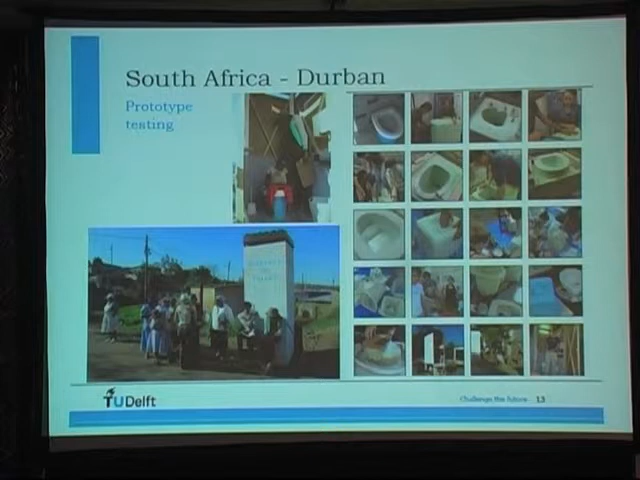 South Africa - Durban
Prototype
testing
TUDelft
Challenge the future 13